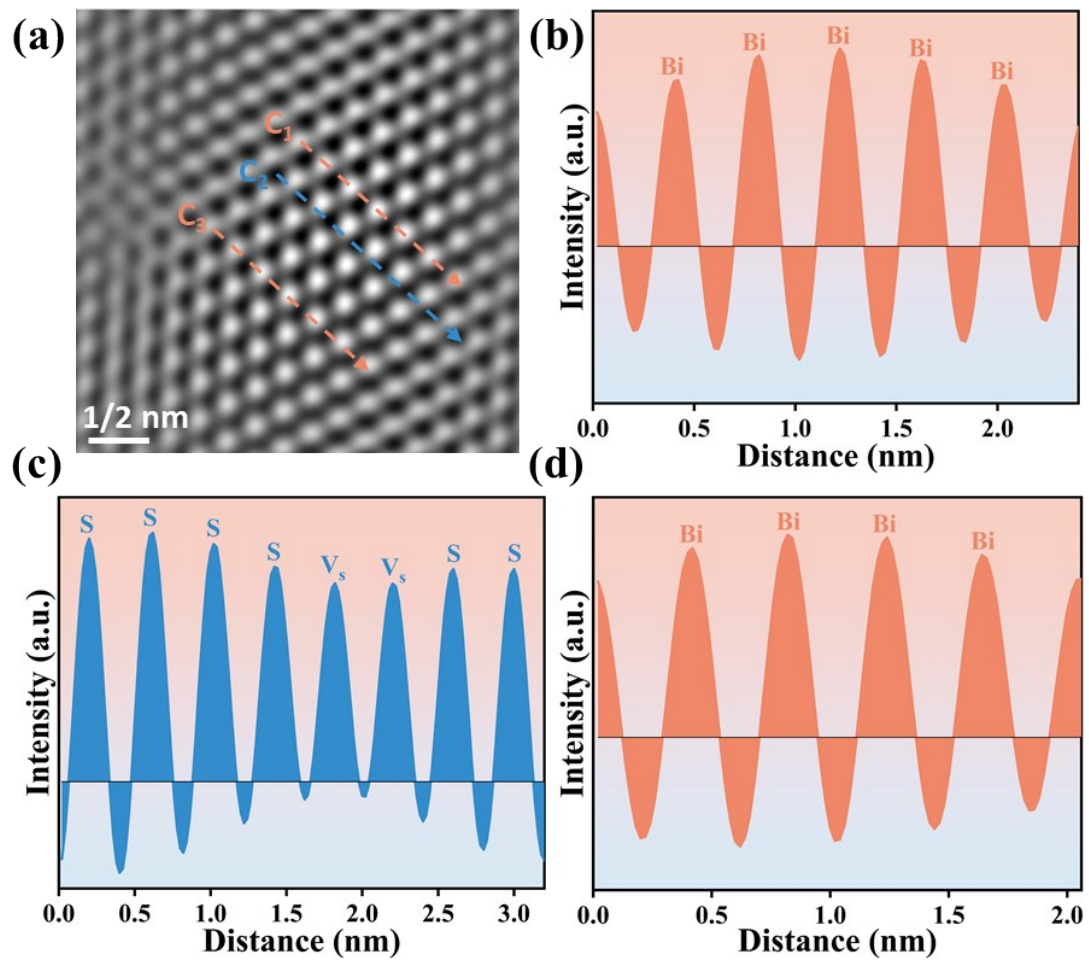 (a)
C₁
C₂
C₃
1/2 nm
(b)
Bi Bi Bi Bi Bi
Intensity (a.u.)
0.0 0.5 1.0 1.5 2.0
Distance (nm)
(c)
S S S S Vₛ Vₛ S S
Intensity (a.u.)
0.0 0.5 1.0 1.5 2.0 2.5 3.0
Distance (nm)
(d)
Bi Bi Bi Bi
Intensity (a.u.)
0.0 0.5 1.0 1.5 2.0
Distance (nm)